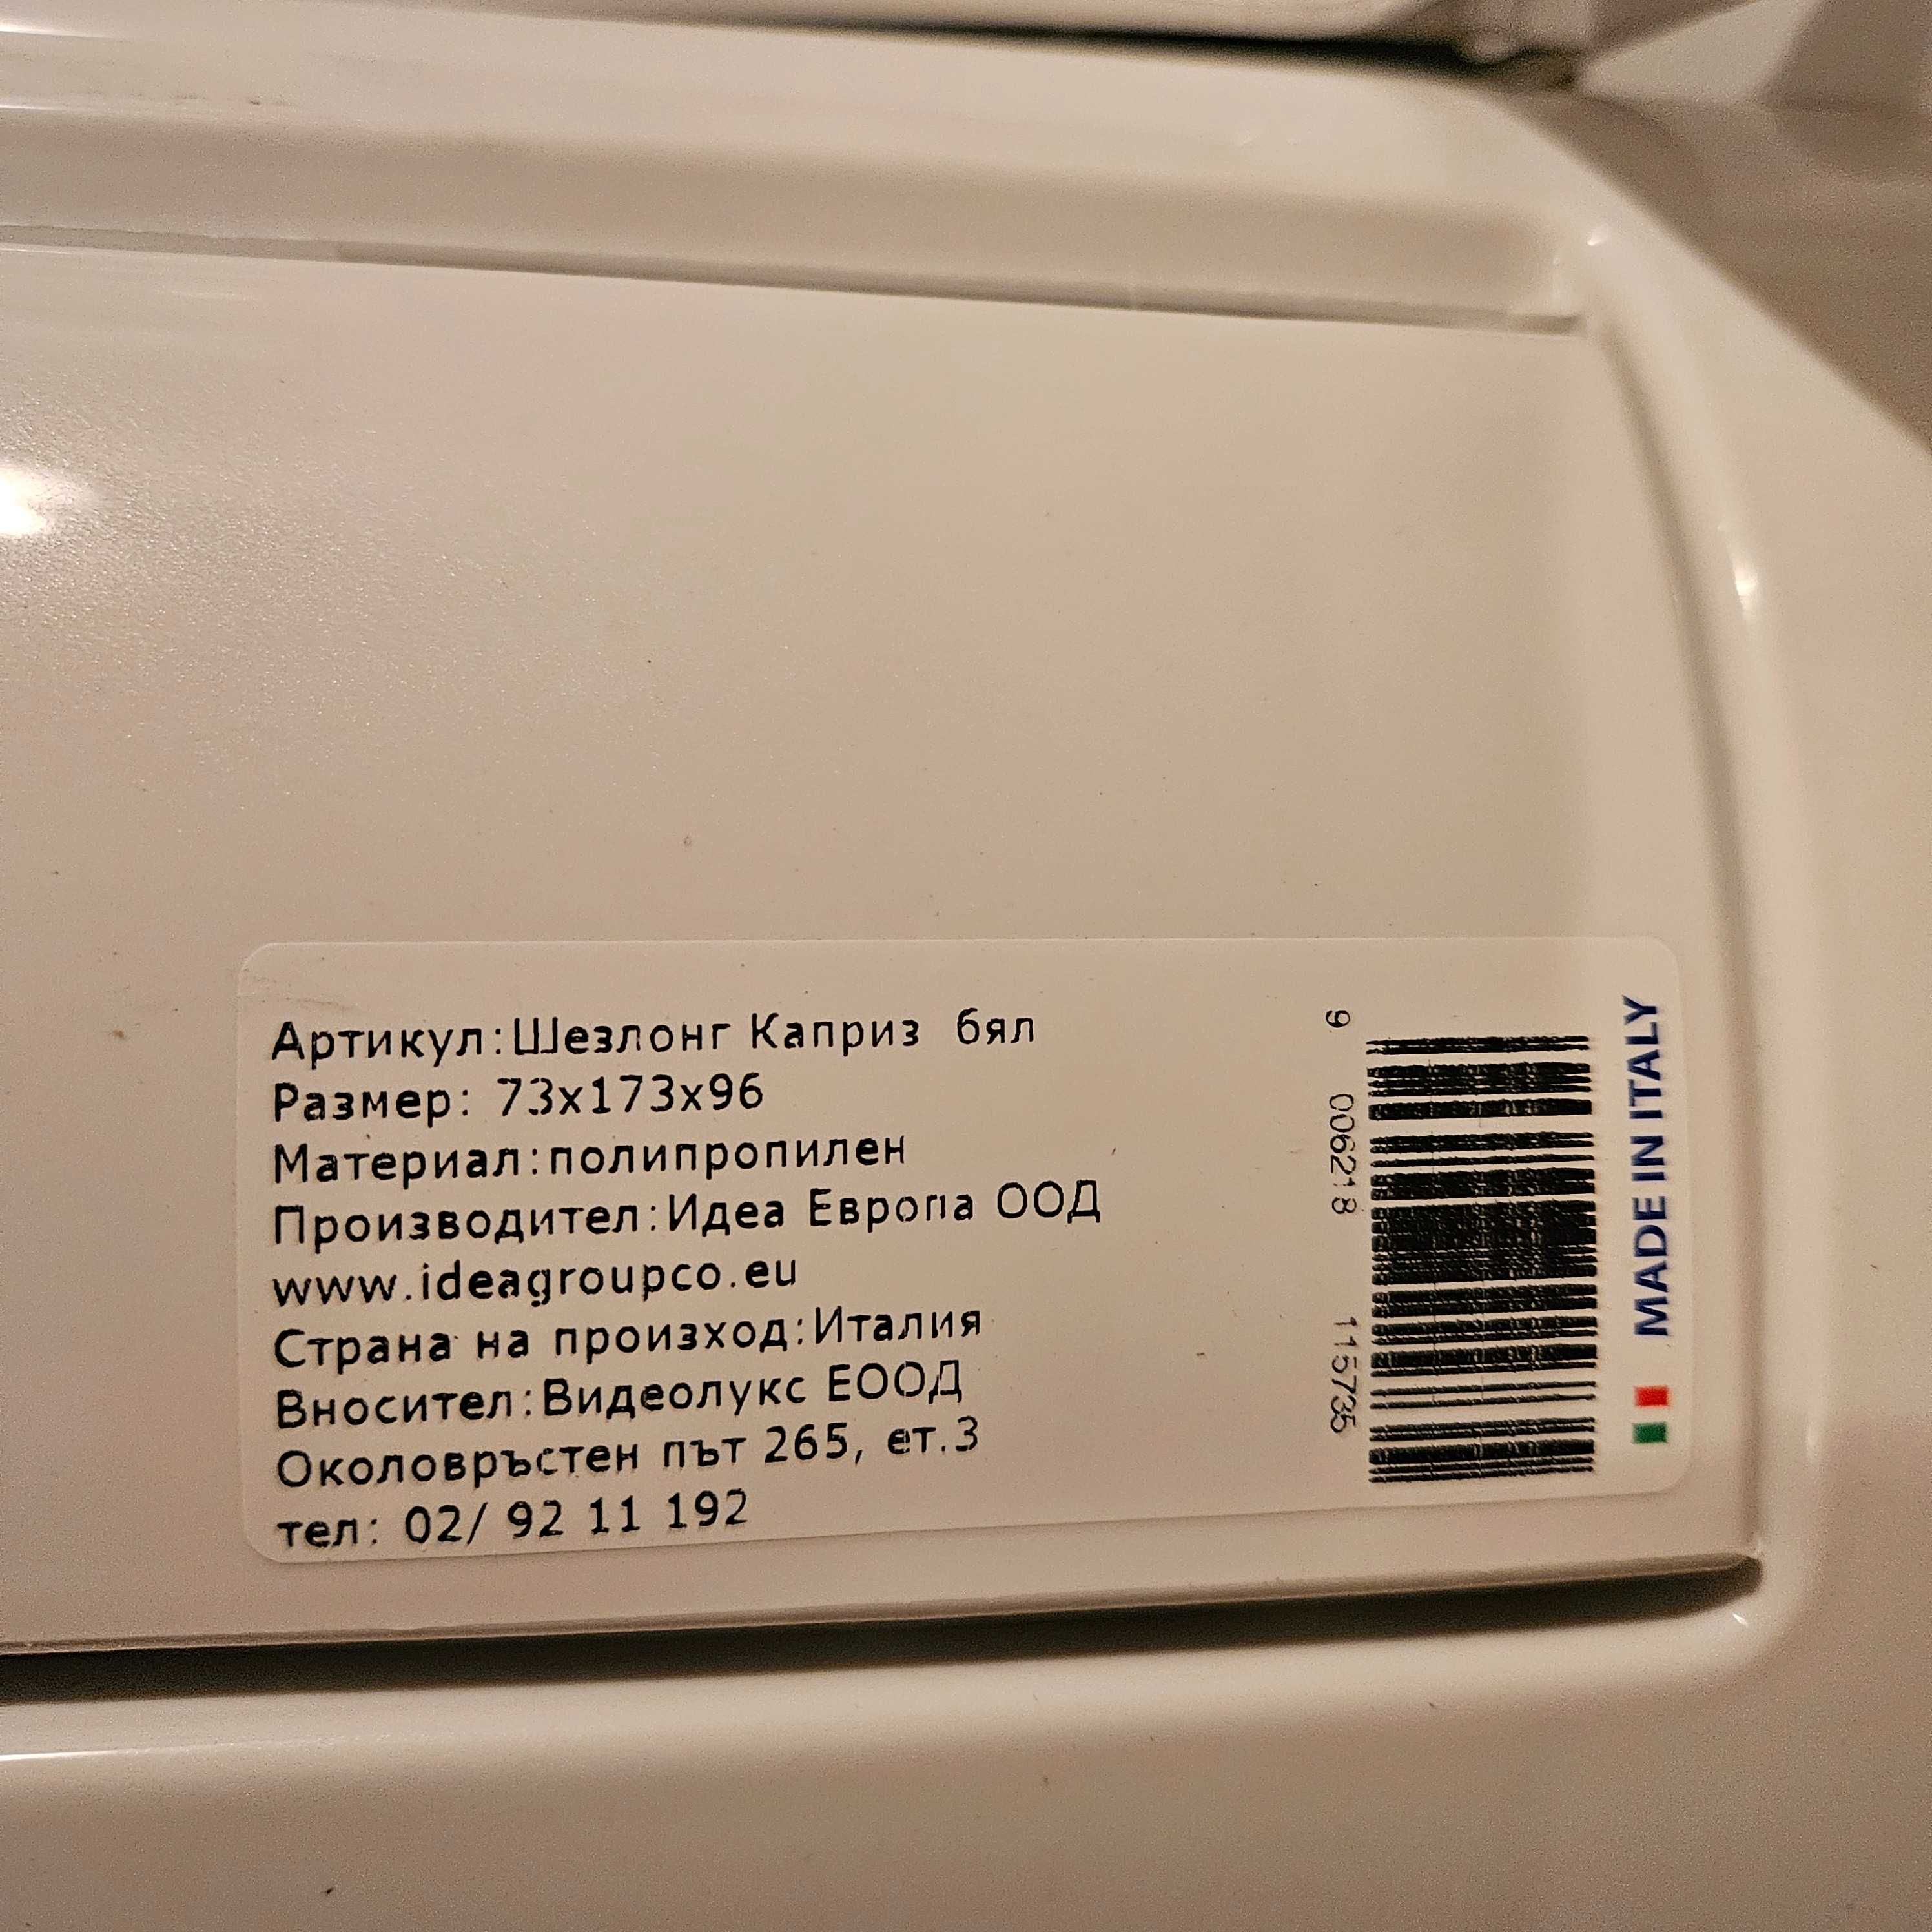 Артикул:Шезлонг Каприз бял
Размер: 73x173x96
Материал:полипропилен
Производител:Идеа Европа ООД
www.ideagroupco.eu
Страна на произход:Италия
Вносител:Видеолукс ЕООД
Околовръстен път 265, ет.3
тел: 02/ 92 11 192
9 006218 115735
MADE IN ITALY